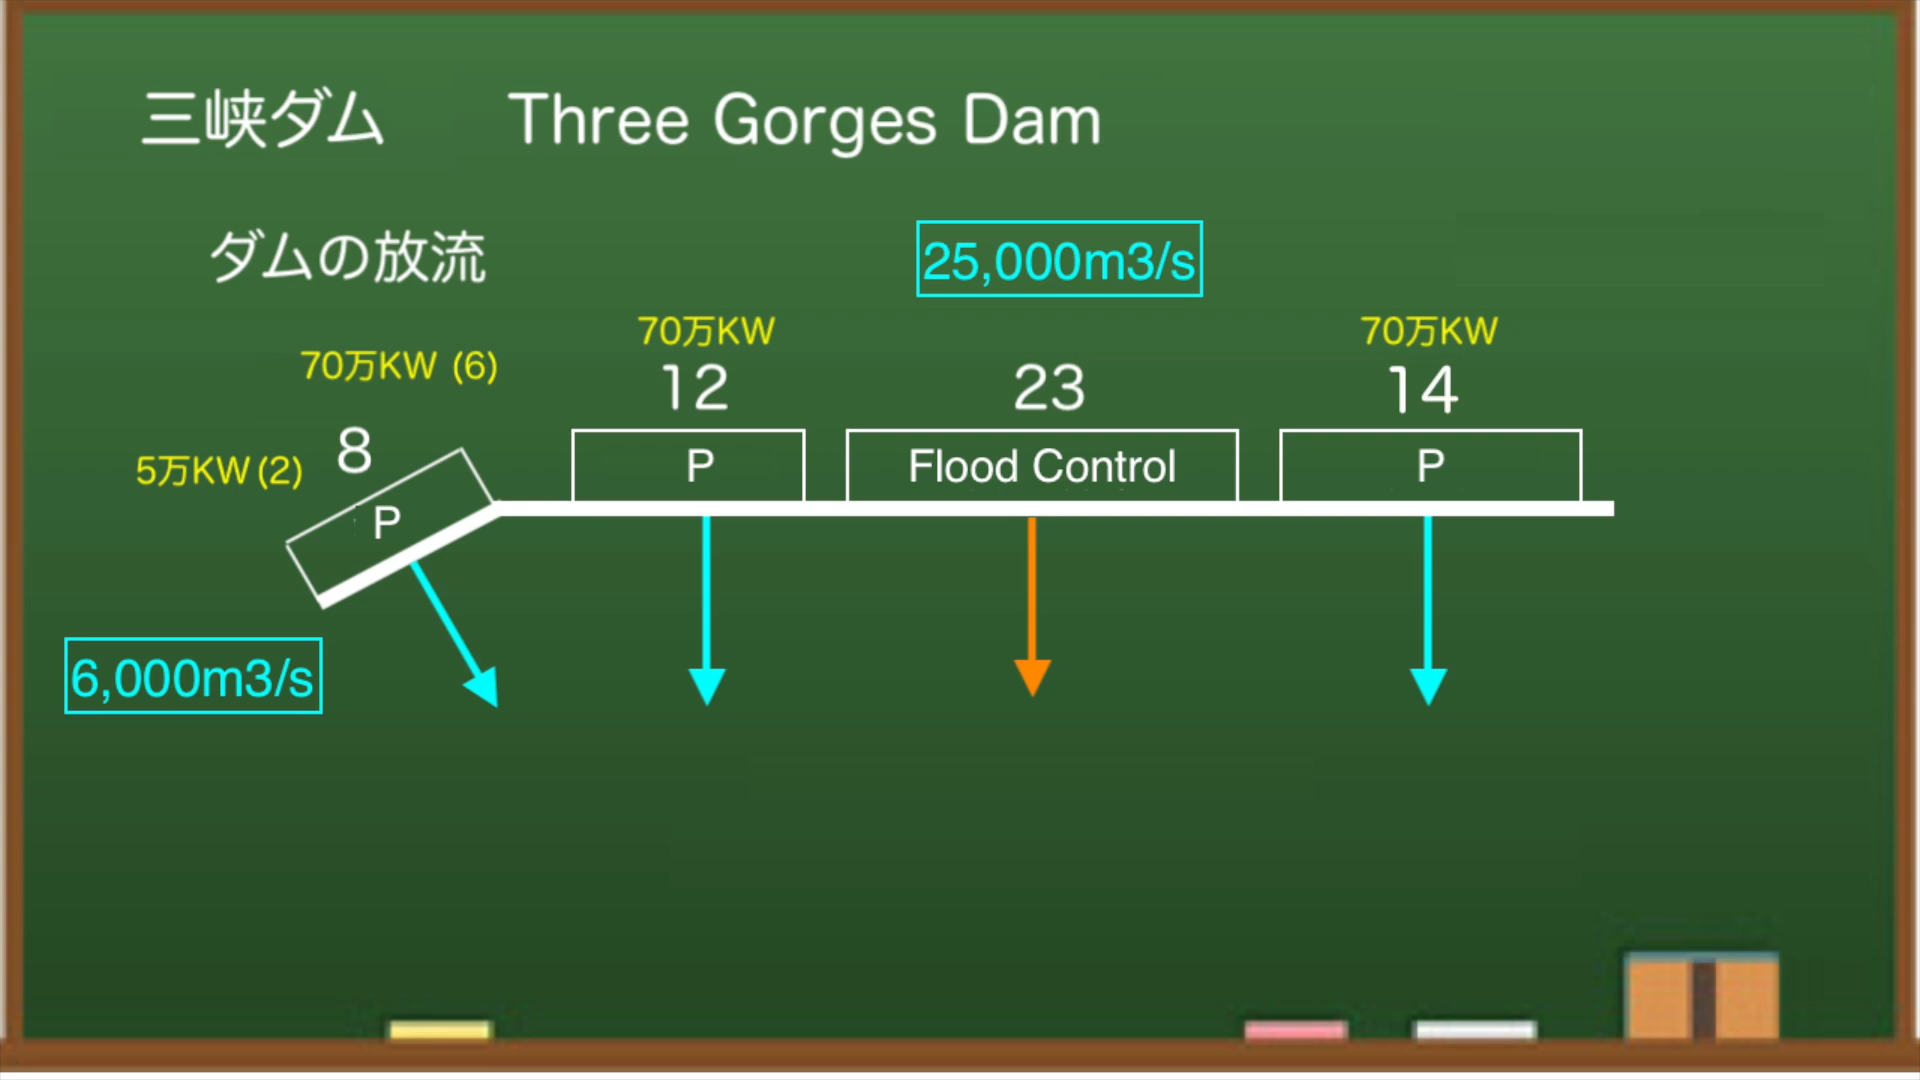 三峡ダム Three Gorges Dam
ダムの放流
25,000m3/s
70万KW
70万KW
70万KW (6)
12
23
14
8
5万KW (2)
P
Flood Control
P
P
6,000m3/s